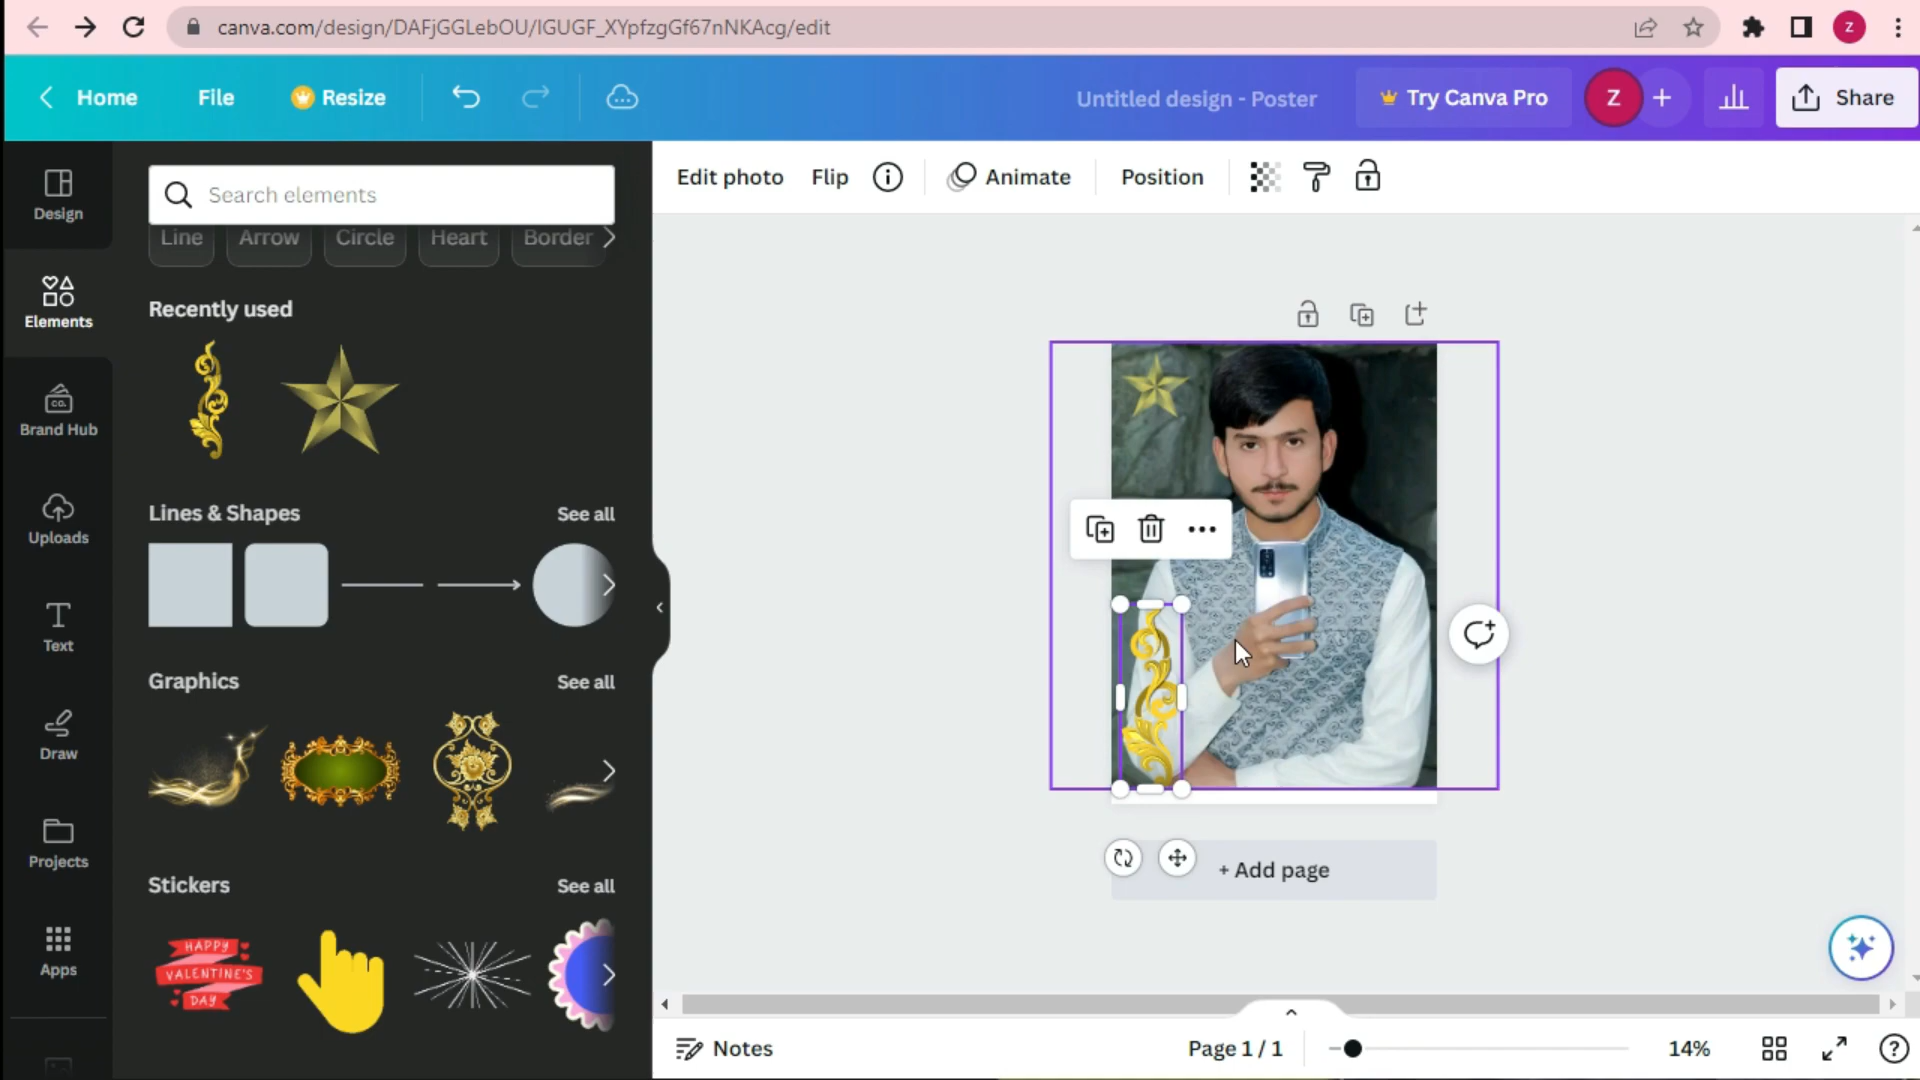 canva.com/design/DAFjGGLebOU/IGUGF_XYpfzgGf67nNKAcg/edit
Z
Home
File
Resize
Untitled design - Poster
Try Canva Pro
Z
+
Share
Design
Elements
Brand Hub
CO.
Uploads
Text
Draw
Projects
Apps
Search elements
Line
Arrow
Circle
Heart
Border
Recently used
Lines & Shapes
See all
Graphics
See all
Stickers
See all
HAPPY
VALENTINE'S
DAY
Edit photo
Flip
Animate
Position
+ Add page
Notes
Page 1 / 1
14%